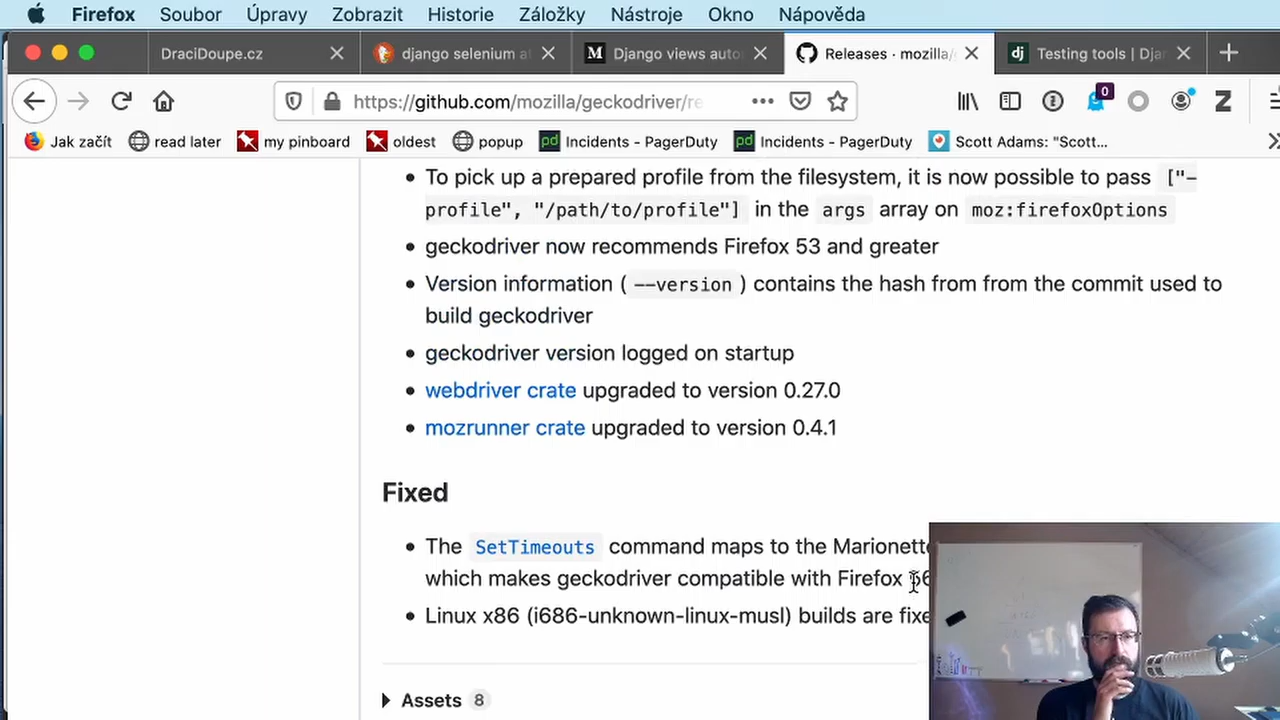 Firefox Soubor Úpravy Zobrazit Historie Záložky Nástroje Okno Nápověda
DraciDoupe.cz django selenium a Django views auto Releases · mozilla/ Testing tools | Dja
https://github.com/mozilla/geckodriver/re 0 Z
Jak začít read later my pinboard oldest popup pd Incidents - PagerDuty pd Incidents - PagerDuty Scott Adams: "Scott...
To pick up a prepared profile from the filesystem, it is now possible to pass ["-
profile", "/path/to/profile"] in the args array on moz:firefoxOptions
geckodriver now recommends Firefox 53 and greater
Version information ( --version ) contains the hash from from the commit used to
build geckodriver
geckodriver version logged on startup
webdriver crate upgraded to version 0.27.0
mozrunner crate upgraded to version 0.4.1
Fixed
The SetTimeouts command maps to the Marionette
which makes geckodriver compatible with Firefox 56
Linux x86 (i686-unknown-linux-musl) builds are fixe
Assets 8